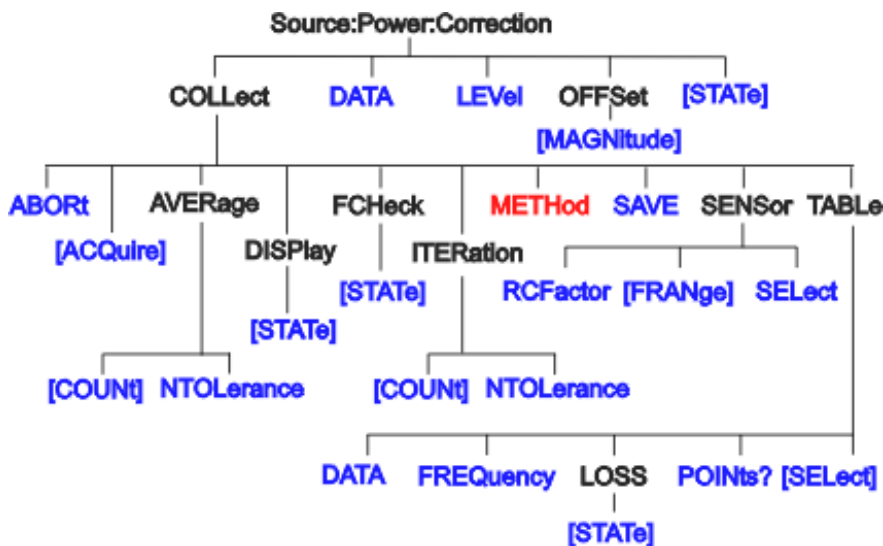 Source:Power:Correction
COLLect DATA LEVel OFFSet [STATe]
[MAGNitude]
ABORt AVERage FCHeck METHod SAVE SENSor TABLe
[ACQuire] DISPlay ITERation
[STATe] RCFactor [FRANge] SELect
[STATe]
[COUNt] NTOLerance [COUNt] NTOLerance
DATA FREQuency LOSS POINts? [SELect]
[STATe]